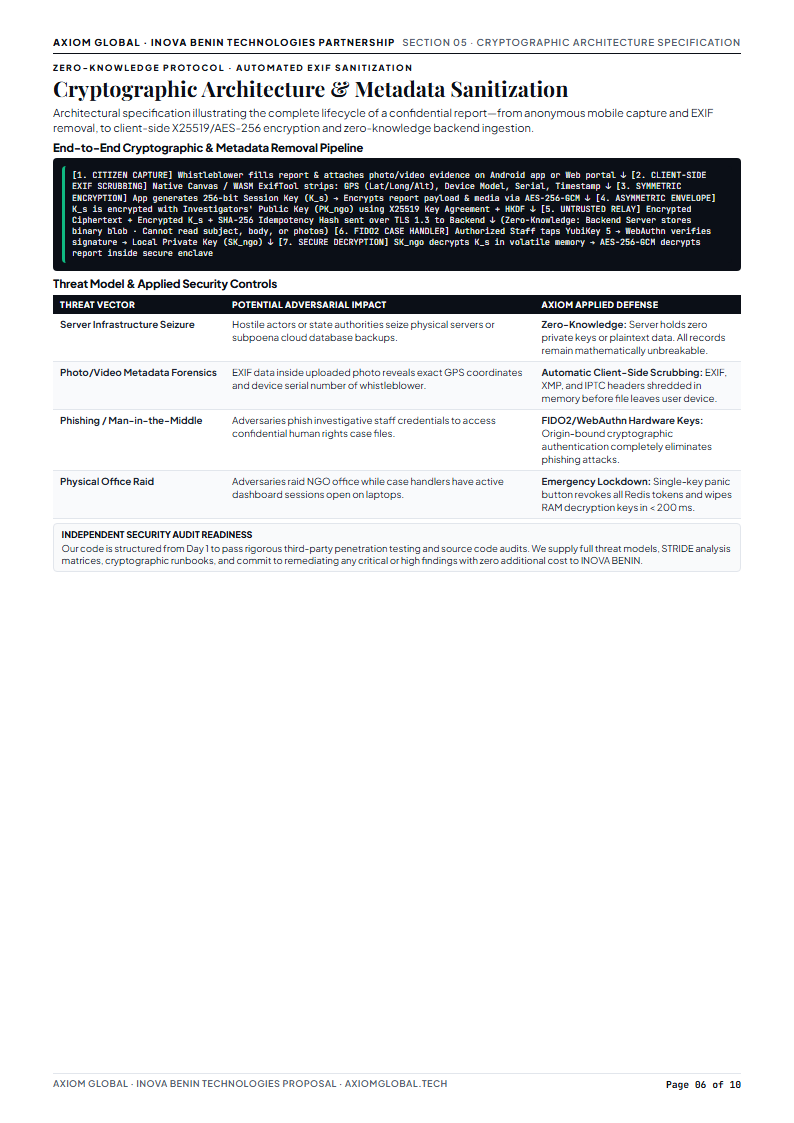 AXIOM GLOBAL · INOVA BENIN TECHNOLOGIES PARTNERSHIP SECTION 05 · CRYPTOGRAPHIC ARCHITECTURE SPECIFICATION
ZERO-KNOWLEDGE PROTOCOL · AUTOMATED EXIF SANITIZATION
Cryptographic Architecture & Metadata Sanitization
Architectural specification illustrating the complete lifecycle of a confidential report—from anonymous mobile capture and EXIF
removal, to client-side X25519/AES-256 encryption and zero-knowledge backend ingestion.
End-to-End Cryptographic & Metadata Removal Pipeline
[1. CITIZEN CAPTURE] Whistleblower fills report & attaches photo/video evidence on Android app or Web portal ↓ [2. CLIENT-SIDE
EXIF SCRUBBING] Native Canvas / WASM ExifTool strips: GPS (Lat/Long/Alt), Device Model, Serial, Timestamp ↓ [3. SYMMETRIC
ENCRYPTION] App generates 256-bit Session Key (K_s) → Encrypts report payload & media via AES-256-GCM ↓ [4. ASYMMETRIC ENVELOPE]
K_s is encrypted with Investigators' Public Key (PK_ngo) using X25519 Key Agreement + HKDF ↓ [5. UNTRUSTED RELAY] Encrypted
Ciphertext + Encrypted K_s + SHA-256 Idempotency Hash sent over TLS 1.3 to Backend ↓ (Zero-Knowledge: Backend Server stores
binary blob · Cannot read subject, body, or photos) [6. FIDO2 CASE HANDLER] Authorized Staff taps YubiKey 5 → WebAuthn verifies
signature → Local Private Key (SK_ngo) ↓ [7. SECURE DECRYPTION] SK_ngo decrypts K_s in volatile memory → AES-256-GCM decrypts
report inside secure enclave
Threat Model & Applied Security Controls
THREAT VECTOR POTENTIAL ADVERSARIAL IMPACT AXIOM APPLIED DEFENSE
Server Infrastructure Seizure Hostile actors or state authorities seize physical servers or Zero-Knowledge: Server holds zero
subpoena cloud database backups. private keys or plaintext data. All records
remain mathematically unbreakable.
Photo/Video Metadata Forensics EXIF data inside uploaded photo reveals exact GPS coordinates Automatic Client-Side Scrubbing: EXIF,
and device serial number of whistleblower. XMP, and IPTC headers shredded in
memory before file leaves user device.
Phishing / Man-in-the-Middle Adversaries phish investigative staff credentials to access FIDO2/WebAuthn Hardware Keys:
confidential human rights case files. Origin-bound cryptographic
authentication completely eliminates
phishing attacks.
Physical Office Raid Adversaries raid NGO office while case handlers have active Emergency Lockdown: Single-key panic
dashboard sessions open on laptops. button revokes all Redis tokens and wipes
RAM decryption keys in < 200 ms.
INDEPENDENT SECURITY AUDIT READINESS
Our code is structured from Day 1 to pass rigorous third-party penetration testing and source code audits. We supply full threat models, STRIDE analysis
matrices, cryptographic runbooks, and commit to remediating any critical or high findings with zero additional cost to INOVA BENIN.
AXIOM GLOBAL · INOVA BENIN TECHNOLOGIES PROPOSAL · AXIOMGLOBAL.TECH Page 06 of 10